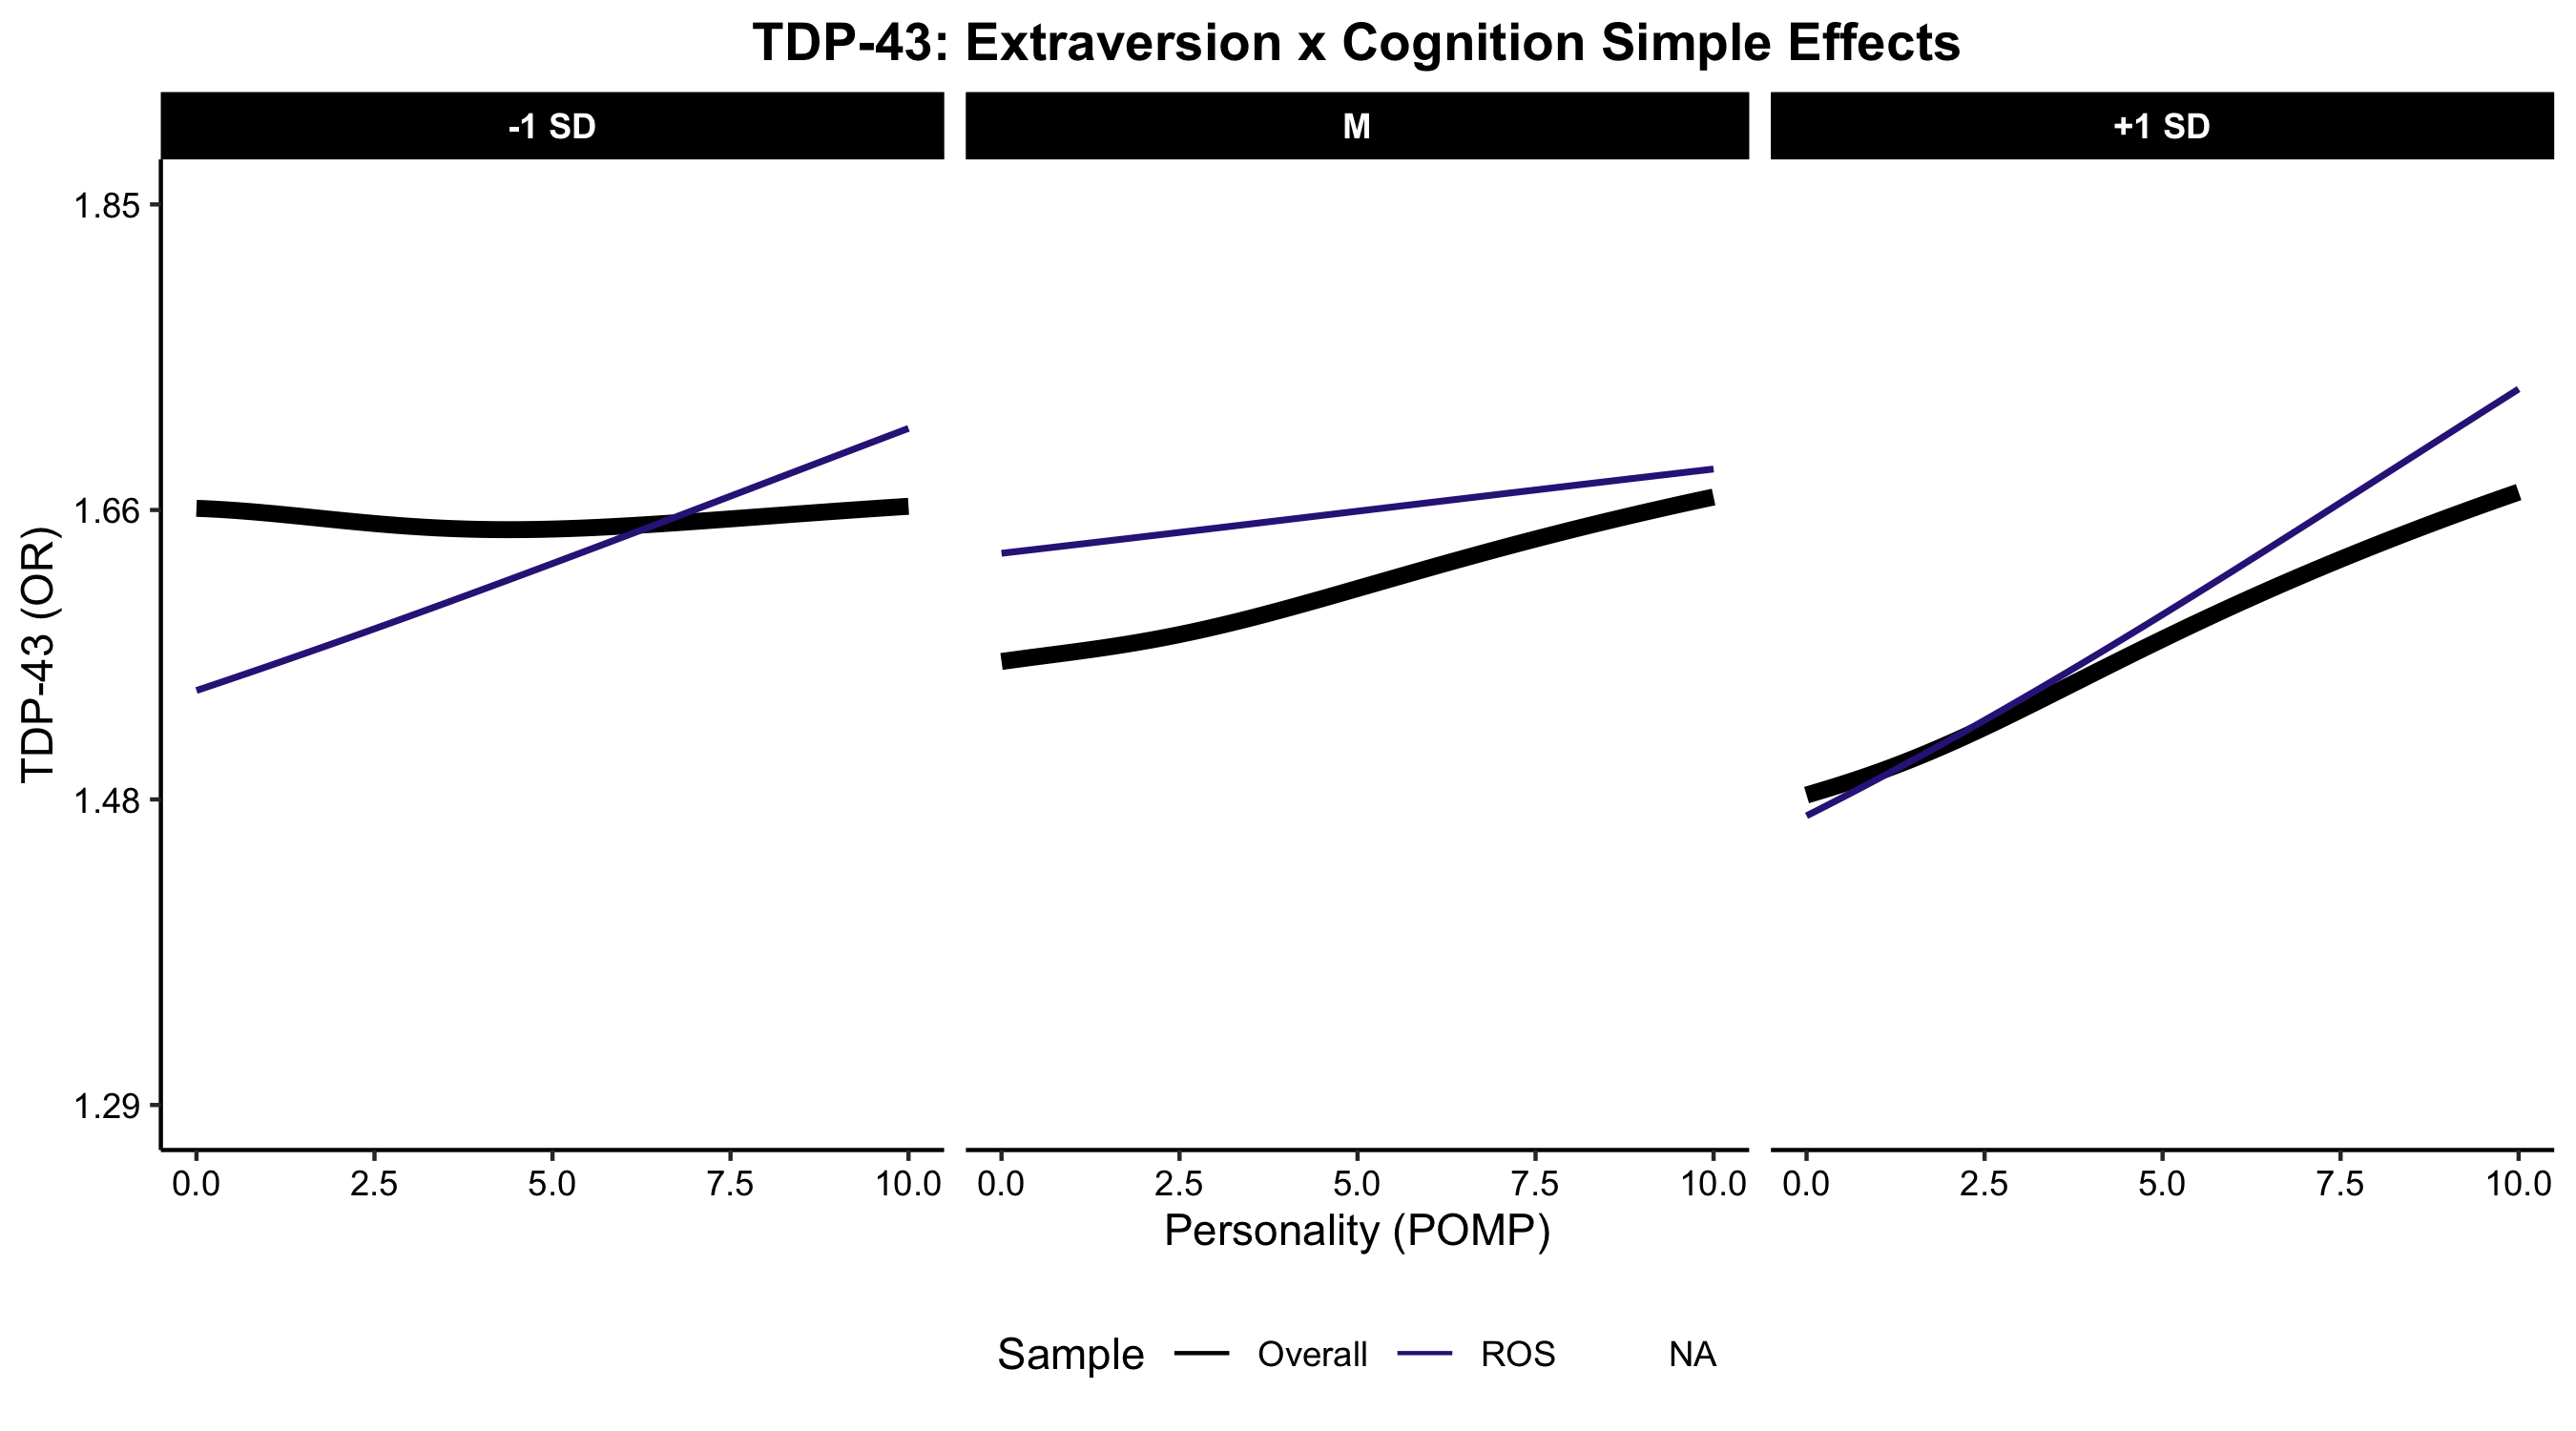 TDP-43: Extraversion x Cognition Simple Effects
-1 SD
M
+1 SD
TDP-43 (OR)
1.85
1.66
1.48
1.29
0.0 2.5 5.0 7.5 10.0
0.0 2.5 5.0 7.5 10.0
0.0 2.5 5.0 7.5 10.0
Personality (POMP)
Sample Overall ROS NA